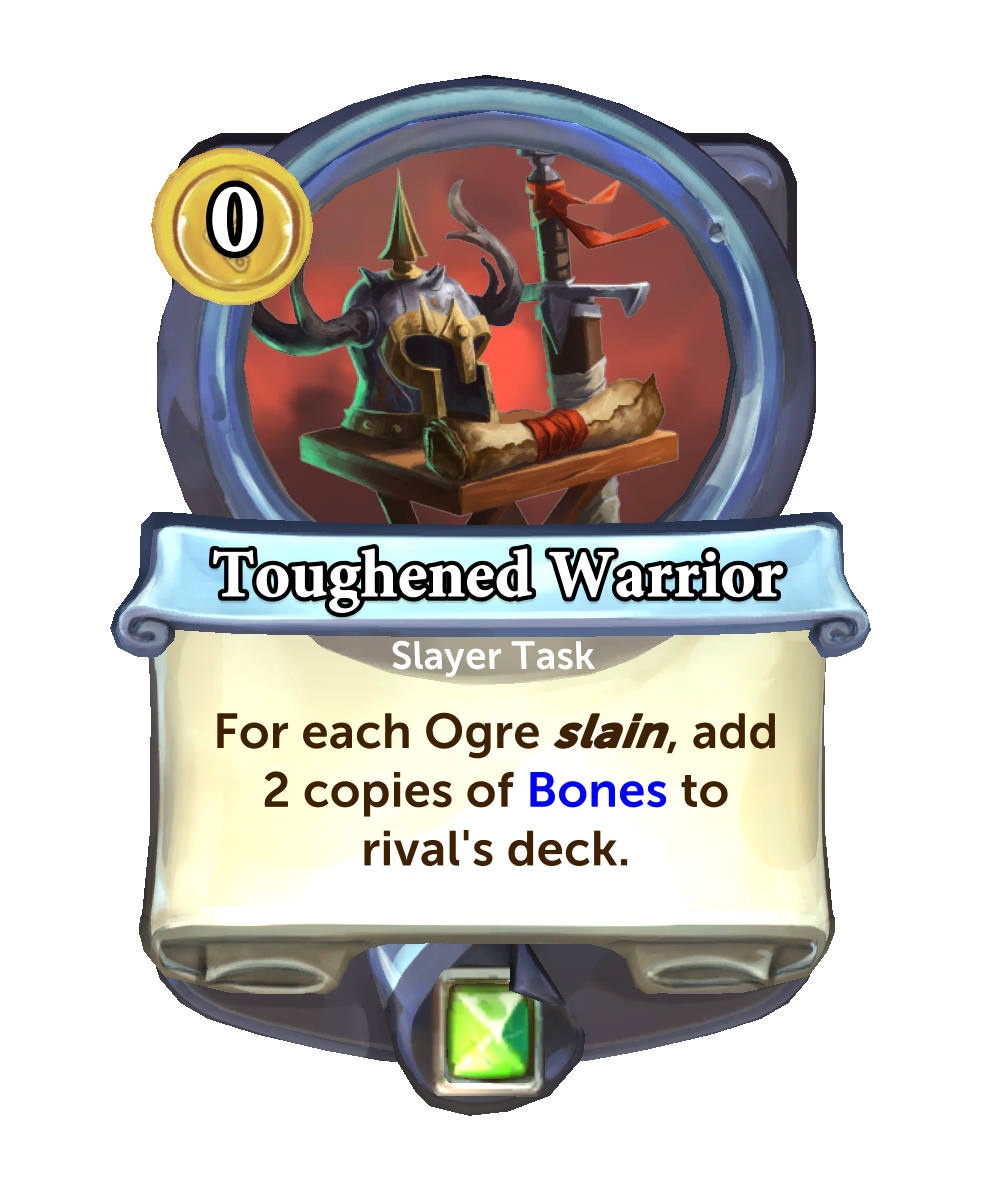 0
Toughened Warrior
Slayer Task
For each Ogre slain, add
2 copies of Bones to
rival's deck.